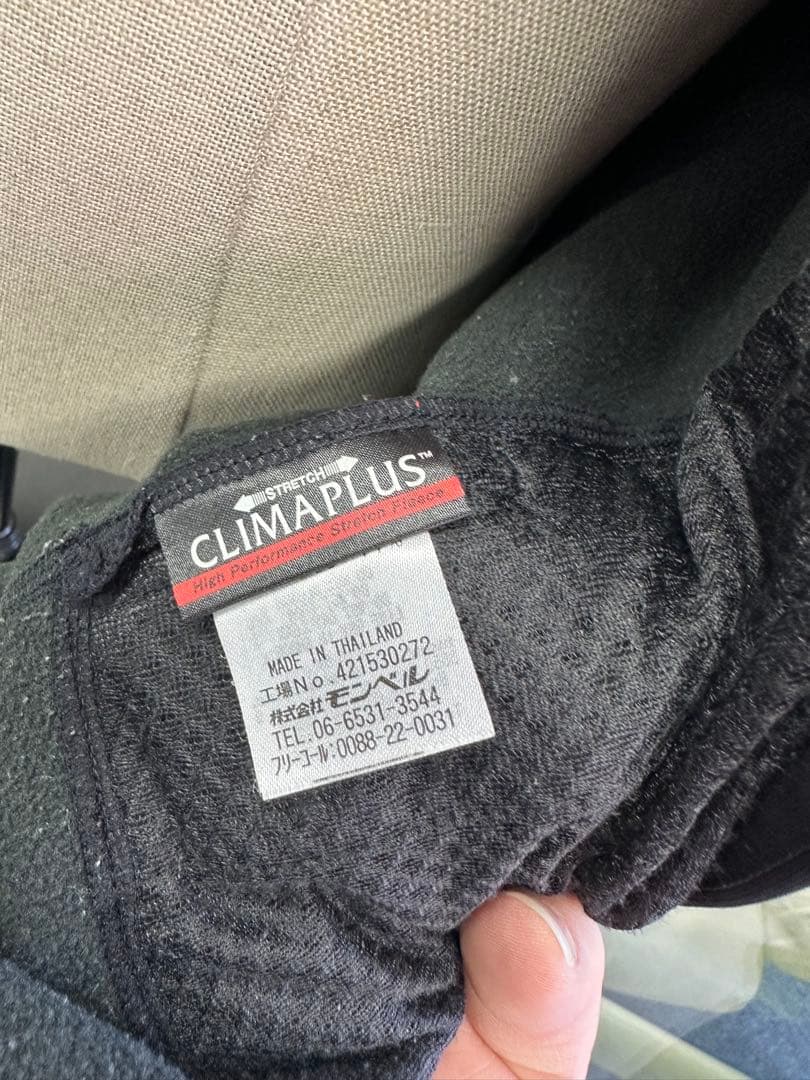 STRETCH
CLIMAPLUS™
High Performance Stretch Fleece
MADE IN THAILAND
工場No.421530272
株式会社モンベル
TEL.06-6531-3544
フリーコール:0088-22-0031